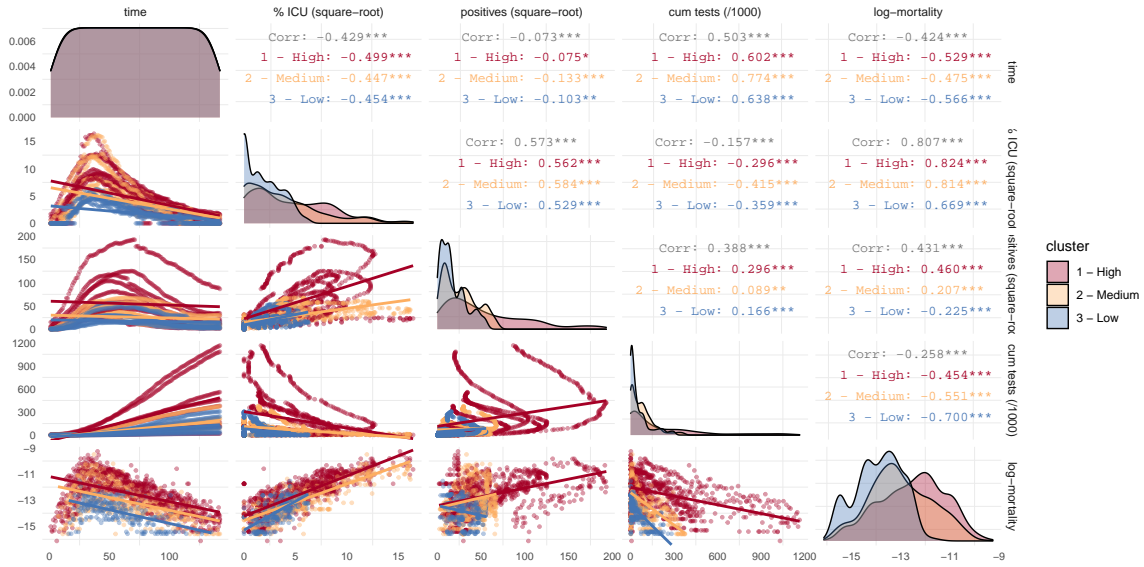 time
% ICU (square-root)
positives (square-root)
cum tests (/1000)
log-mortality
0.006
0.004
0.002
0.000
Corr: -0.429***
1 - High: -0.499***
2 - Medium: -0.447***
3 - Low: -0.454***
Corr: -0.073***
1 - High: -0.075*
2 - Medium: -0.133***
3 - Low: -0.103**
Corr: 0.503***
1 - High: 0.602***
2 - Medium: 0.774***
3 - Low: 0.638***
Corr: -0.424***
1 - High: -0.529***
2 - Medium: -0.475***
3 - Low: -0.566***
time
15
10
5
0
Corr: 0.573***
1 - High: 0.562***
2 - Medium: 0.584***
3 - Low: 0.529***
Corr: -0.157***
1 - High: -0.296***
2 - Medium: -0.415***
3 - Low: -0.359***
Corr: 0.807***
1 - High: 0.824***
2 - Medium: 0.814***
3 - Low: 0.669***
% ICU (square-root)
200
150
100
50
0
Corr: 0.388***
1 - High: 0.296***
2 - Medium: 0.089**
3 - Low: 0.166***
Corr: 0.431***
1 - High: 0.460***
2 - Medium: 0.207***
3 - Low: -0.225***
sitives (square-ro
1200
900
600
300
0
Corr: -0.258***
1 - High: -0.454***
2 - Medium: -0.551***
3 - Low: -0.700***
cum tests (/1000)
-9
-11
-13
-15
log-mortality
0 50 100
0 5 10 15
0 50 100 150 200
0 300 600 900 1200
-15 -13 -11 -9
cluster
1 - High
2 - Medium
3 - Low